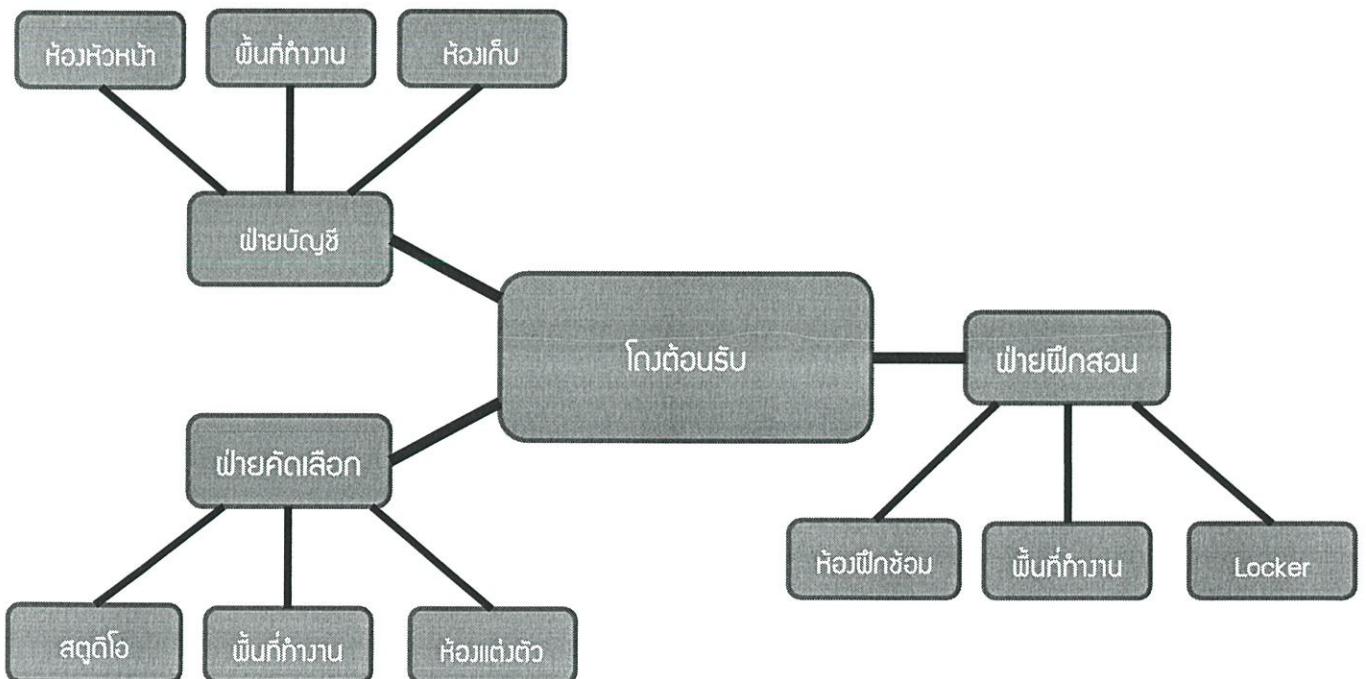 ห้องหัวหน้า
พื้นที่ทำงาน
ห้องเก็บ
ฝ่ายบัญชี
โถงต้อนรับ
ฝ่ายฝึกสอน
ฝ่ายคัดเลือก
ห้องฝึกซ้อม
พื้นที่ทำงาน
Locker
สตูดิโอ
พื้นที่ทำงาน
ห้องแต่งตัว